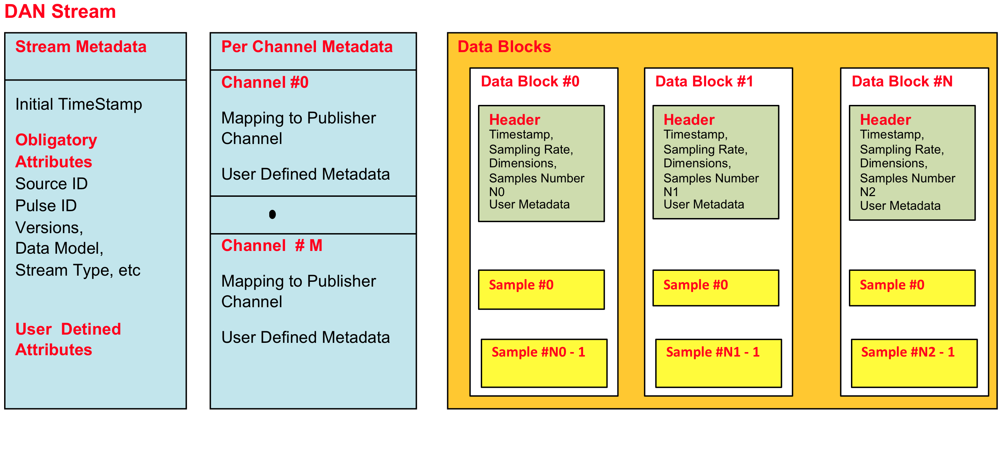 DAN Stream
Stream Metadata
Initial TimeStamp
Obligatory
Attributes
Source ID
Pulse ID
Versions,
Data Model,
Stream Type, etc
User  Detined
Attributes
Per Channel Metadata
Channel #0
Mapping to Publisher
Channel
User Defined Metadata
Channel  # M
Mapping to Publisher
Channel
User Defined Metadata
Data Blocks
Data Block #0
Header
Timestamp,
Sampling Rate,
Dimensions,
Samples Number
N0
User Metadata
Sample #0
Sample #N0 - 1
Data Block #1
Header
Timestamp,
Sampling Rate,
Dimensions,
Samples Number
N1
User Metadata
Sample #0
Sample #N1 - 1
Data Block #N
Header
Timestamp,
Sampling Rate,
Dimensions,
Samples Number
N2
User Metadata
Sample #0
Sample #N2 - 1